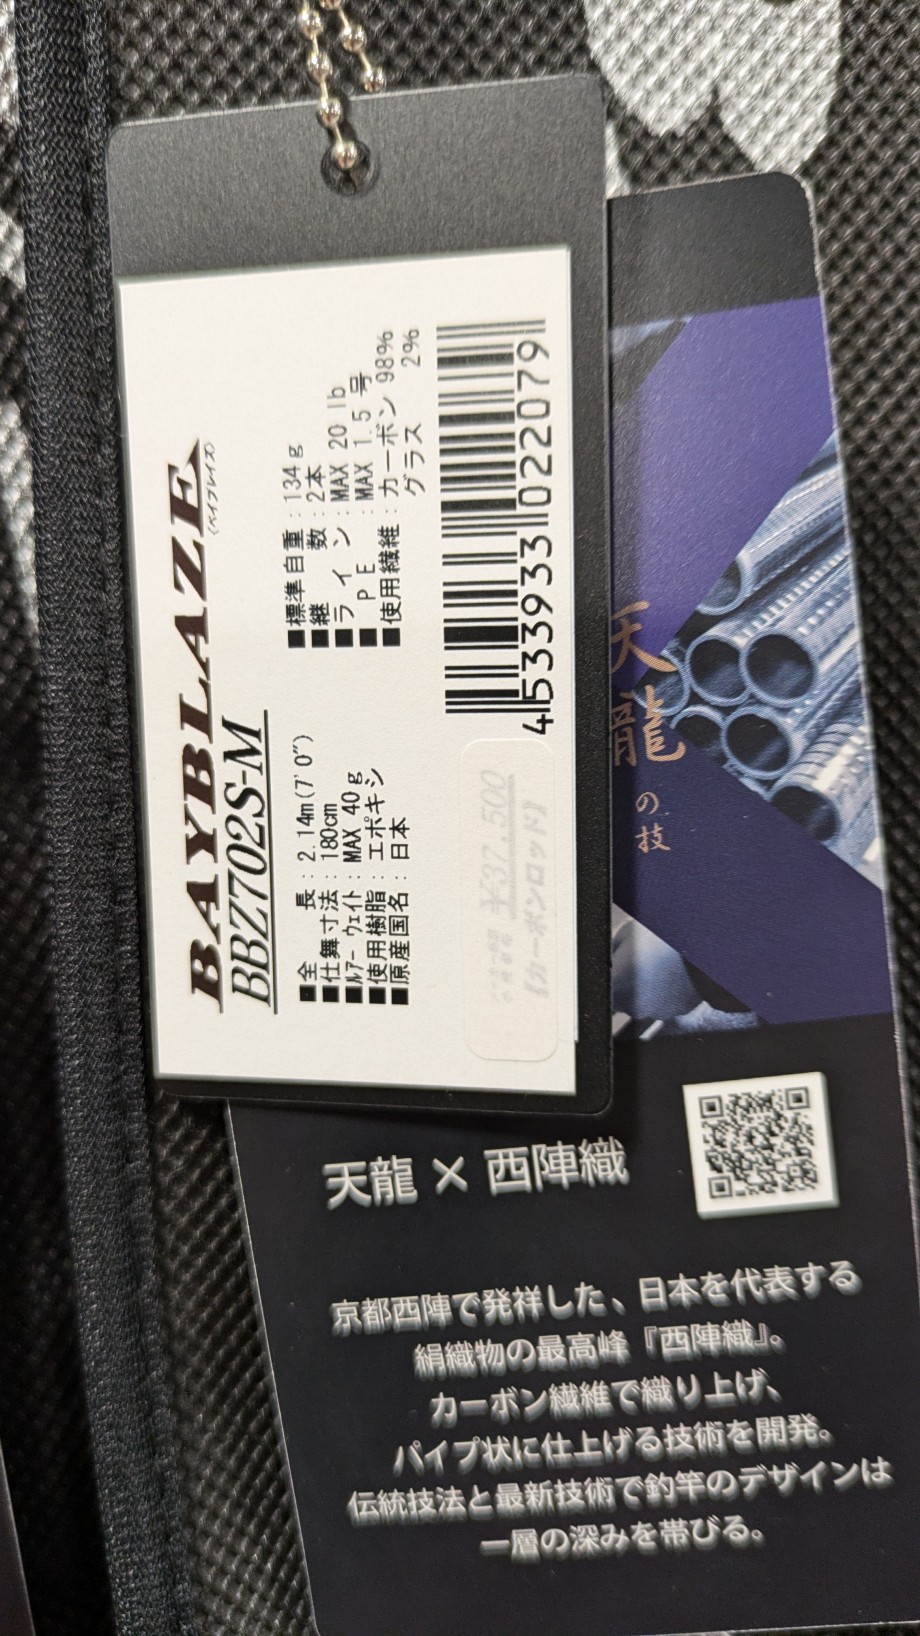 BAYBLAZE
〈ベイブレイズ〉
BBZ702S-M
■全長：2.14m(7'0")
■仕舞寸法：180cm
■ルアーウェイト：MAX 40g
■使用樹脂：エポキシ
■原産国名：日本
■標準自重：134g
■継数：2本
■ライン：MAX 20 lb
■PE：MAX 1.5 号
■使用繊維：カーボン 98%
グラス 2%
4533933022079
¥37,500
【カーボンロッド】
天龍
の技
天龍 × 西陣織
京都西陣で発祥した、日本を代表する
絹織物の最高峰『西陣織』。
カーボン繊維で織り上げ、
パイプ状に仕上げる技術を開発。
伝統技法と最新技術で釣竿のデザインは
一層の深みを帯びる。